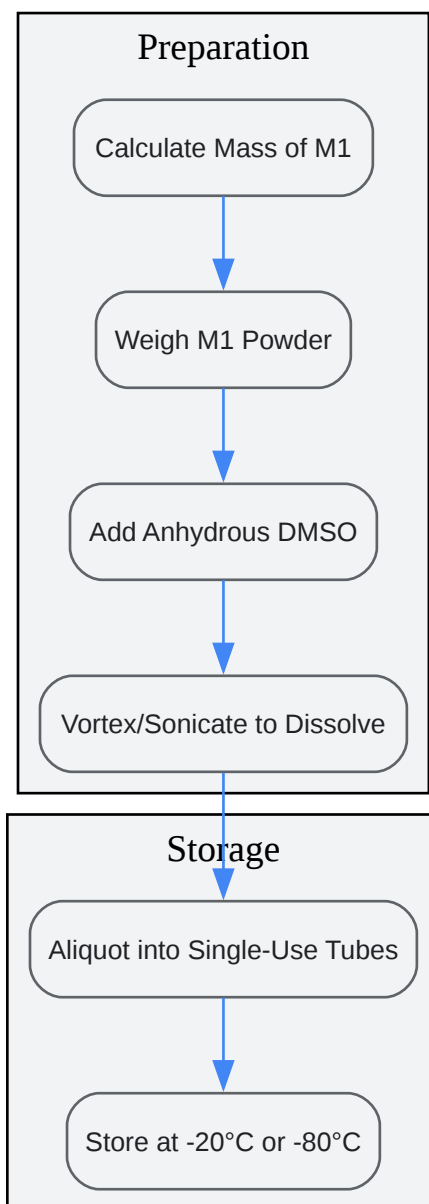 Preparation
Calculate Mass of M1
Weigh M1 Powder
Add Anhydrous DMSO
Vortex/Sonicate to Dissolve
Storage
Aliquot into Single-Use Tubes
Store at -20°C or -80°C